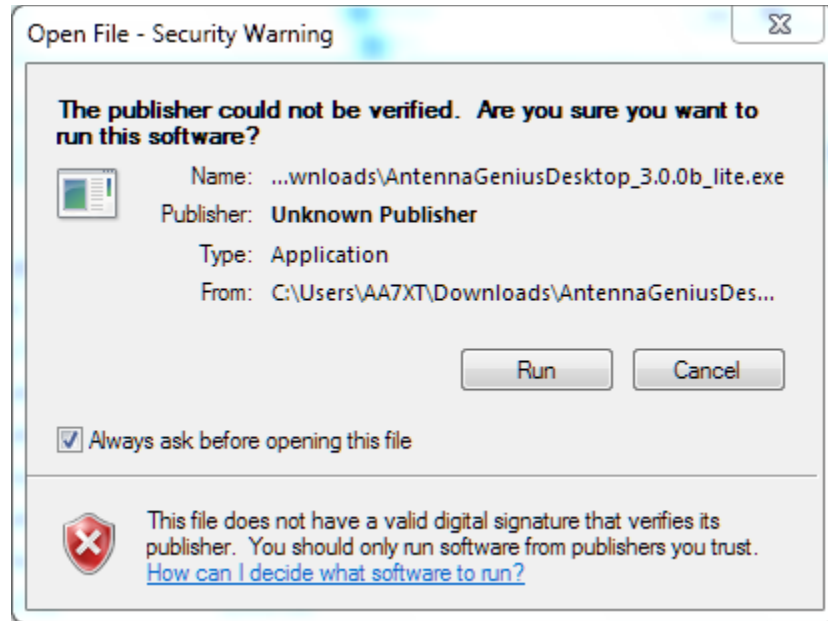 Open File - Security Warning
The publisher could not be verified.  Are you sure you want to
run this software?
Name: ...wnloads\AntennaGeniusDesktop_3.0.0b_lite.exe
Publisher: Unknown Publisher
Type: Application
From: C:\Users\AA7XT\Downloads\AntennaGeniusDes...
Run Cancel
Always ask before opening this file
This file does not have a valid digital signature that verifies its
publisher.  You should only run software from publishers you trust.
How can I decide what software to run?